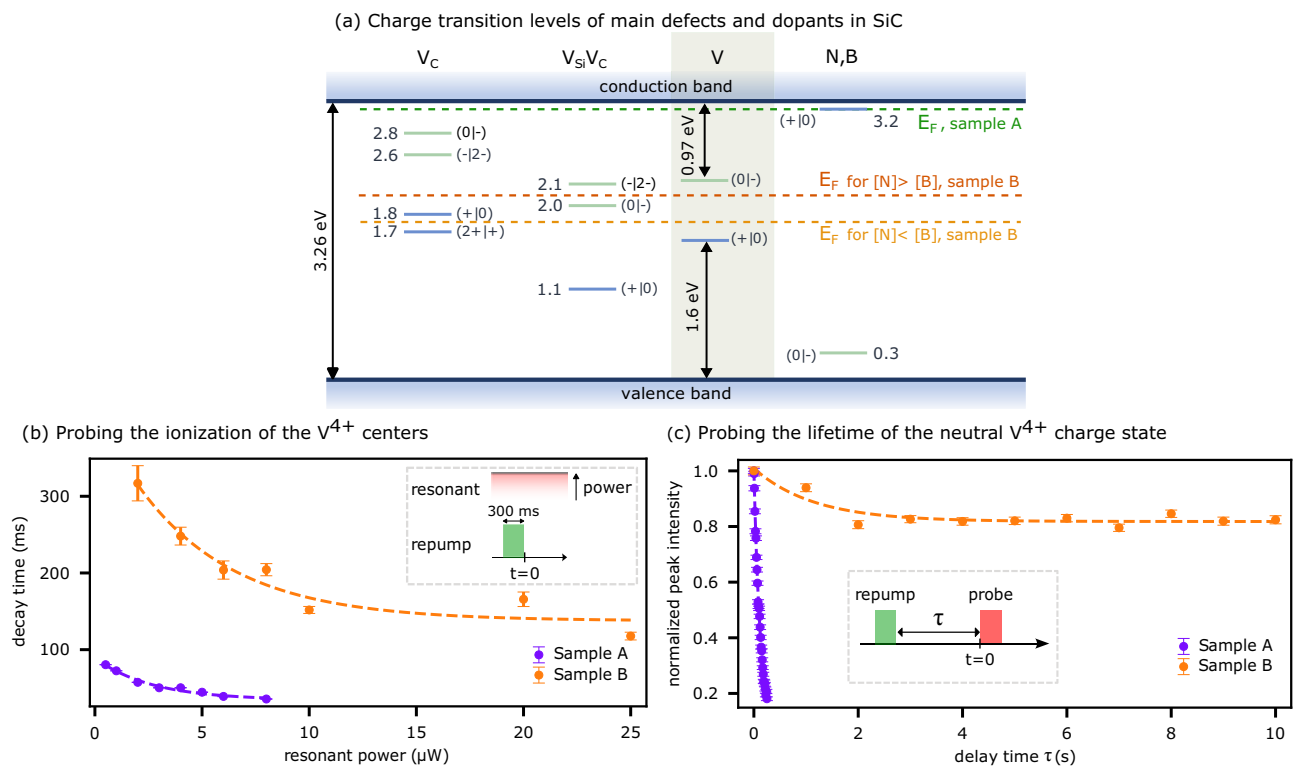 (a) Charge transition levels of main defects and dopants in SiC
V_C V_Si V_C V N,B
conduction band
(+|0) 3.2
E_F, sample A
2.8 (0|-)
2.6 (-|2-)
0.97 eV
2.1 (-|2-)
(0|-)
E_F for [N]> [B], sample B
2.0 (0|-)
1.8 (+|0)
1.7 (2+|+)
E_F for [N]< [B], sample B
(+|0)
3.26 eV
1.1 (+|0)
1.6 eV
(0|-) 0.3
valence band
(b) Probing the ionization of the V⁴⁺ centers
decay time (ms)
300
200
100
resonant
power
300 ms
repump
t=0
Sample A
Sample B
0 5 10 15 20 25
resonant power (μW)
(c) Probing the lifetime of the neutral V⁴⁺ charge state
normalized peak intensity
1.0
0.8
0.6
0.4
0.2
repump probe
τ
t=0
Sample A
Sample B
0 2 4 6 8 10
delay time τ(s)